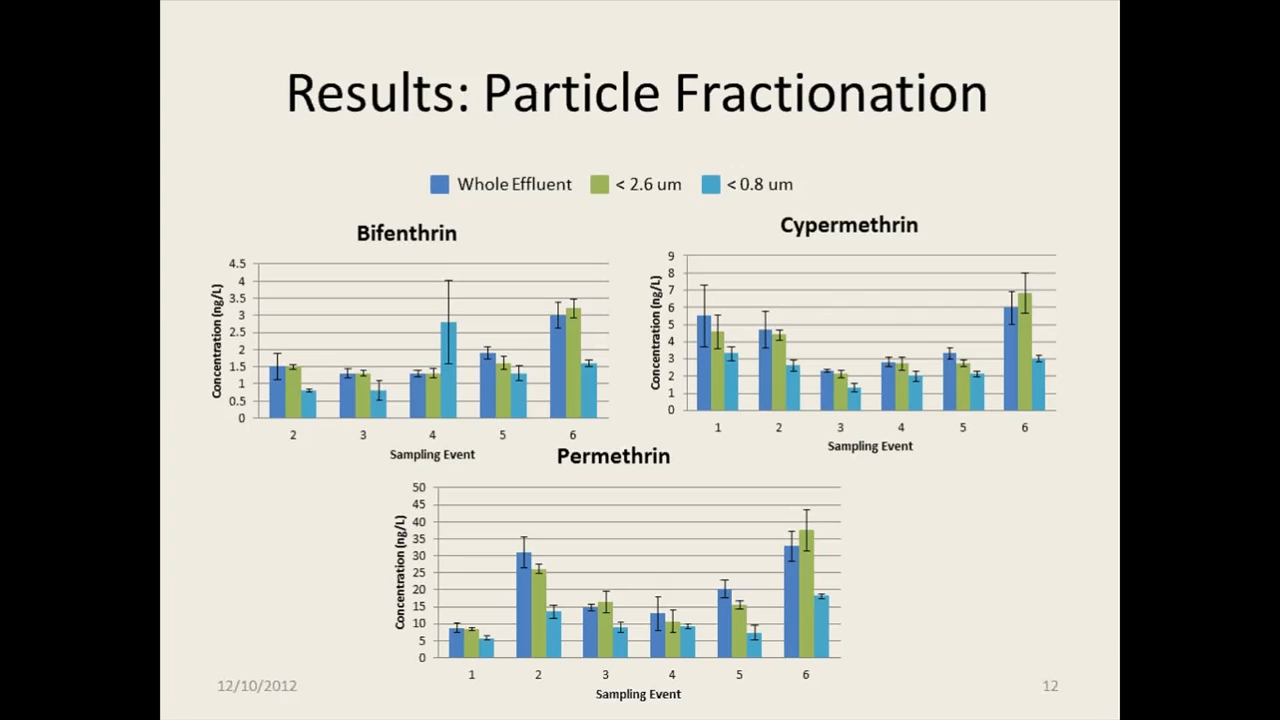 Results: Particle Fractionation
Whole Effluent < 2.6 um < 0.8 um
Bifenthrin
Concentration (ng/L)
4.5
4
3.5
3
2.5
2
1.5
1
0.5
0
2 3 4 5 6
Sampling Event
Cypermethrin
Concentration (ng/L)
9
8
7
6
5
4
3
2
1
0
1 2 3 4 5 6
Sampling Event
Permethrin
Concentration (ng/L)
50
45
40
35
30
25
20
15
10
5
0
1 2 3 4 5 6
Sampling Event
12/10/2012
12